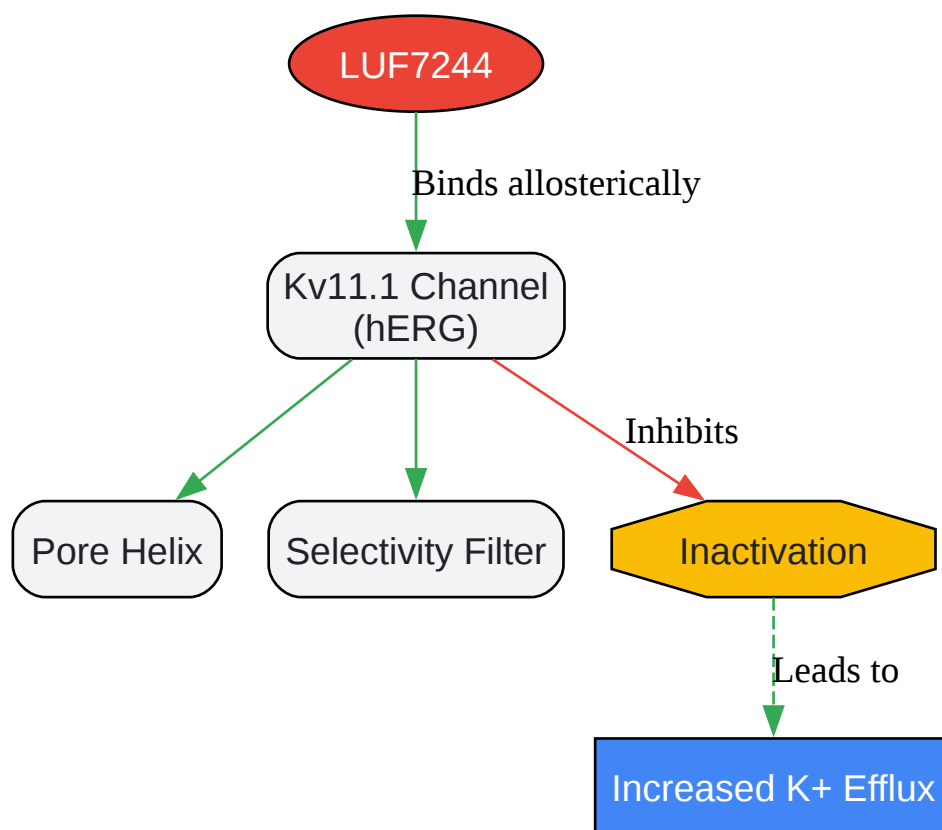 LUF7244
Binds allosterically
Kv11.1 Channel
(hERG)
Inhibits
Pore Helix
Selectivity Filter
Inactivation
Leads to
Increased K+ Efflux